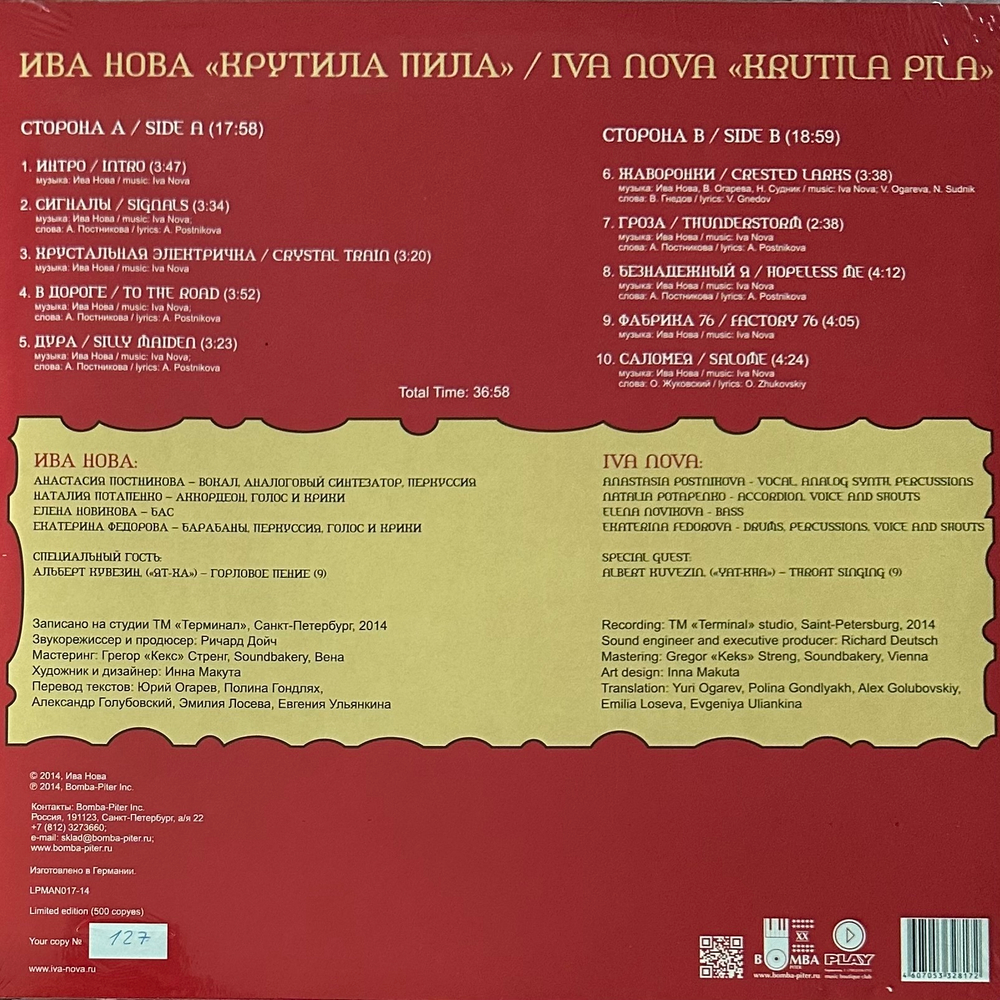 ИВА НОВА «КРУТИЛА ПИЛА» / IVA NOVA «KRUTILA PILA»
СТОРОНА А / SIDE A (17:58)
1. ИНТРО / INTRO (3:47)
музыка: Ива Нова / music: Iva Nova
2. СИГНАЛЫ / SIGNALS (3:34)
музыка: Ива Нова / music: Iva Nova;
слова: А. Постникова / lyrics: A. Postnikova
3. ХРУСТАЛЬНАЯ ЭЛЕКТРИЧКА / CRYSTAL TRAIN (3:20)
музыка: Ива Нова / music: Iva Nova
4. В ДОРОГЕ / TO THE ROAD (3:52)
музыка: Ива Нова / music: Iva Nova;
слова: А. Постникова / lyrics: A. Postnikova
5. ДУРА / SILLY MAIDEN (3:23)
музыка: Ива Нова / music: Iva Nova;
слова: А. Постникова / lyrics: A. Postnikova
СТОРОНА В / SIDE B (18:59)
6. ЖАВОРОНКИ / CRESTED LARKS (3:38)
музыка: Ива Нова, В. Огарева, Н. Судник / music: Iva Nova; V. Ogareva, N. Sudnik
слова: В. Гнедов / lyrics: V. Gnedov
7. ГРОЗА / THUNDERSTORM (2:38)
музыка: Ива Нова / music: Iva Nova
слова: А. Постникова / lyrics: A. Postnikova
8. БЕЗНАДЕЖНЫЙ Я / HOPELESS ME (4:12)
музыка: Ива Нова / music: Iva Nova
слова: А. Постникова / lyrics: A. Postnikova
9. ФАБРИКА 76 / FACTORY 76 (4:05)
музыка: Ива Нова / music: Iva Nova
10. САЛОМЕЯ / SALOME (4:24)
музыка: Ива Нова / music: Iva Nova
слова: О. Жуковский / lyrics: O. Zhukovskiy
Total Time: 36:58
ИВА НОВА:
АНАСТАСИЯ ПОСТНИКОВА – ВОКАЛ, АНАЛОГОВЫЙ СИНТЕЗАТОР, ПЕРКУССИЯ
НАТАЛИЯ ПОТАПЕНКО – АККОРДЕОН, ГОЛОС И КРИКИ
ЕЛЕНА НОВИКОВА – БАС
ЕКАТЕРИНА ФЕДОРОВА – БАРАБАНЫ, ПЕРКУССИЯ, ГОЛОС И КРИКИ
СПЕЦИАЛЬНЫЙ ГОСТЬ:
АЛЬБЕРТ КУВЕЗИН, («ЯТ-ХА») – ГОРЛОВОЕ ПЕНИЕ (9)
Записано на студии ТМ «Терминал», Санкт-Петербург, 2014
Звукорежиссер и продюсер: Ричард Дойч
Мастеринг: Грегор «Кекс» Стренг, Soundbakery, Вена
Художник и дизайнер: Инна Макута
Перевод текстов: Юрий Огарев, Полина Гондлях,
Александр Голубовский, Эмилия Лосева, Евгения Ульянкина
IVA NOVA:
ANASTASIA POSTNIKOVA - VOCAL, ANALOG SYNTH, PERCUSSIONS
NATALIA POTAPENKO - ACCORDION, VOICE AND SHOUTS
ELENA NOVIKOVA - BASS
EKATERINA FEDOROVA - DRUMS, PERCUSSIONS, VOICE AND SHOUTS
SPECIAL GUEST:
ALBERT KUVEZIN, («YAT-KHA») – THROAT SINGING (9)
Recording: TM «Terminal» studio, Saint-Petersburg, 2014
Sound engineer and executive producer: Richard Deutsch
Mastering: Gregor «Keks» Streng, Soundbakery, Vienna
Art design: Inna Makuta
Translation: Yuri Ogarev, Polina Gondlyakh, Alex Golubovskiy,
Emilia Loseva, Evgeniya Uliankina
© 2014, Ива Нова
℗ 2014, Bomba-Piter Inc.
Контакты: Bomba-Piter Inc.
Россия, 191123, Санкт-Петербург, а/я 22
+7 (812) 3273660;
e-mail: sklad@bomba-piter.ru;
www.bomba-piter.ru
Изготовлено в Германии.
LPMAN017-14
Limited edition (500 copyes)
Your copy № 127
www.iva-nova.ru
XX
BOMBA
PITER
www.bomba-piter.ru
PLAY
music boutique club
4 607053 328172